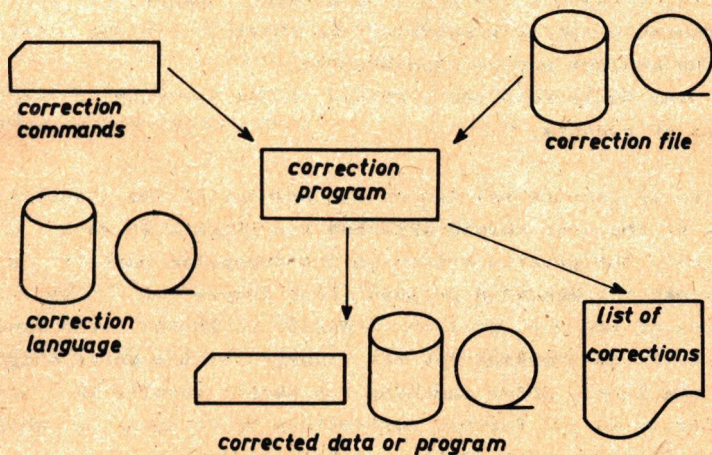 correction
commands
correction file
correction
program
correction
language
list of
corrections
corrected data or program